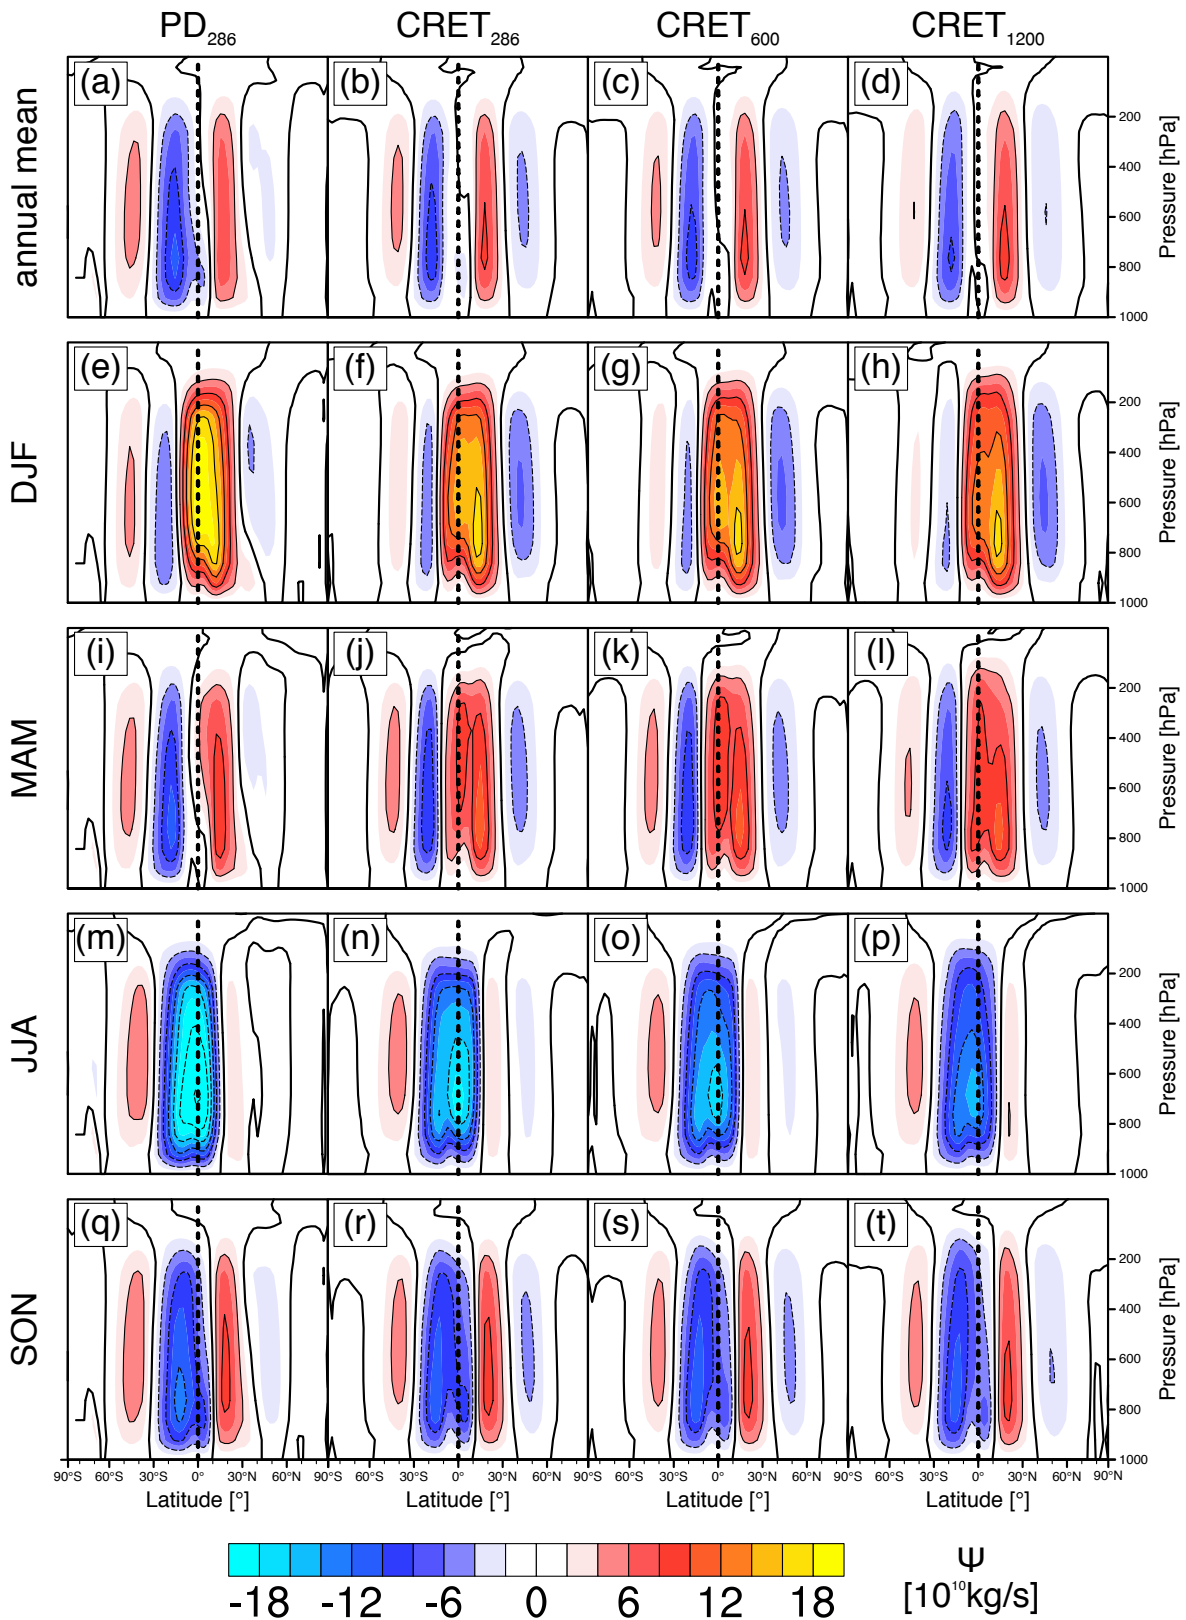 PD286 CRET286 CRET600 CRET1200
annual mean
(a) (b) (c) (d)
200
400
600
800
1000
Pressure [hPa]
DJF
(e) (f) (g) (h)
200
400
600
800
1000
Pressure [hPa]
MAM
(i) (j) (k) (l)
200
400
600
800
1000
Pressure [hPa]
JJA
(m) (n) (o) (p)
200
400
600
800
1000
Pressure [hPa]
SON
(q) (r) (s) (t)
200
400
600
800
1000
Pressure [hPa]
90°S 60°S 30°S 0° 30°N 60°N 90°S 60°S 30°S 0° 30°N 60°N 90°S 60°S 30°S 0° 30°N 60°N 90°S 60°S 30°S 0° 30°N 60°N 90°N
Latitude [°] Latitude [°] Latitude [°] Latitude [°]
-18 -12 -6 0 6 12 18
Ψ
[10¹⁰kg/s]